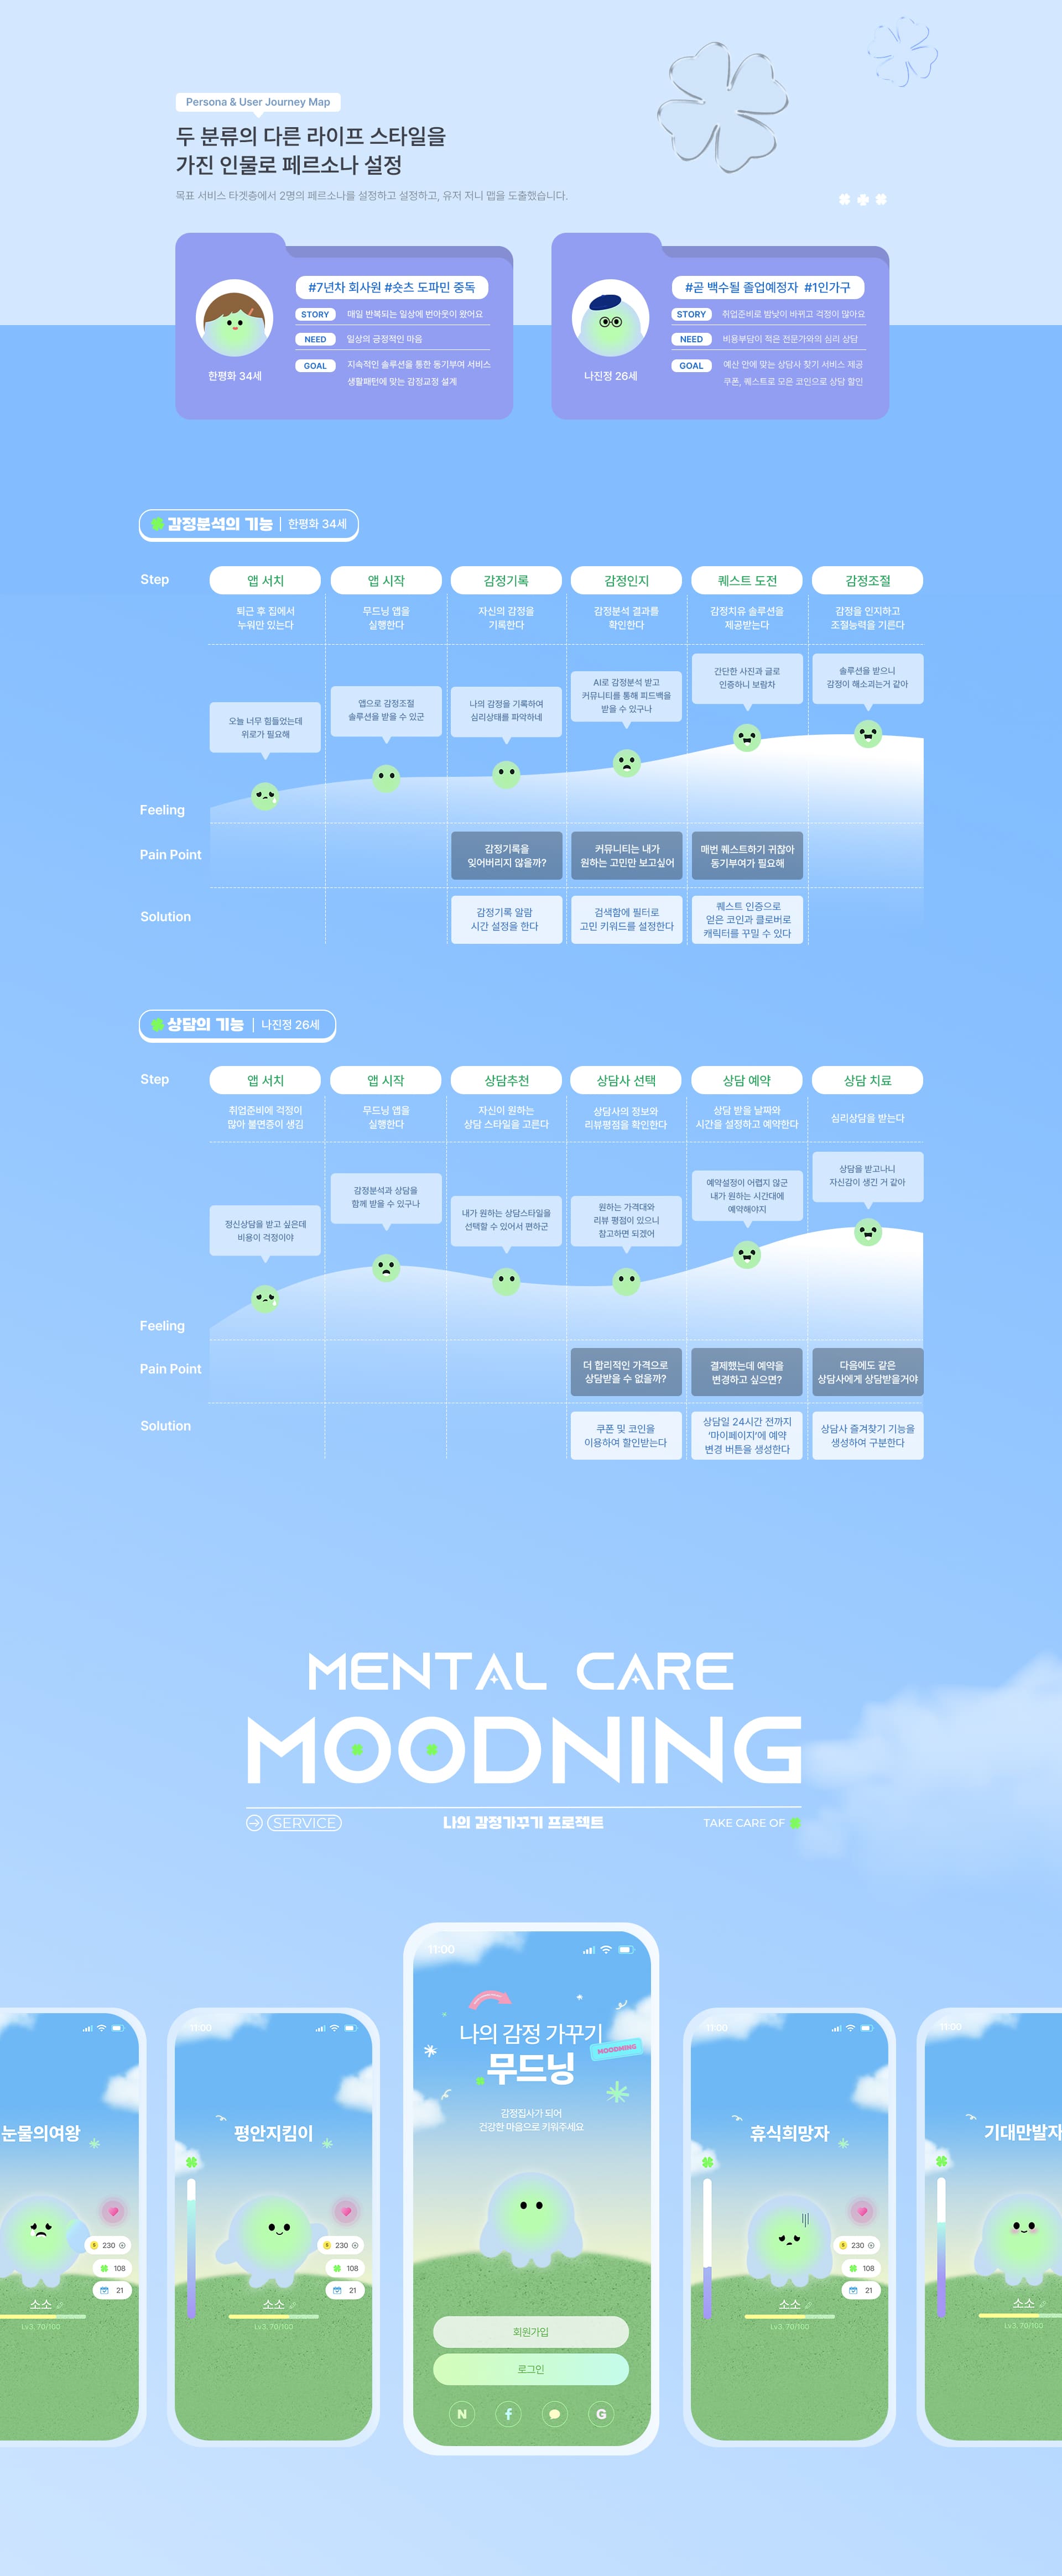 Persona & User Journey Map
두 분류의 다른 라이프 스타일을
가진 인물로 페르소나 설정
목표 서비스 타겟층에서 2명의 페르소나를 설정하고 설정하고, 유저 저니 맵을 도출했습니다.
#7년차 회사원 #숏츠 도파민 중독
STORY 매일 반복되는 일상에 번아웃이 왔어요
NEED 일상의 긍정적인 마음
GOAL 지속적인 솔루션을 통한 동기부여 서비스
생활패턴에 맞는 감정교정 설계
한평화 34세
#곧 백수될 졸업예정자 #1인가구
STORY 취업준비로 밤낮이 바뀌고 걱정이 많아요
NEED 비용부담이 적은 전문가와의 심리 상담
GOAL 예산 안에 맞는 상담사 찾기 서비스 제공
쿠폰, 퀘스트로 모은 코인으로 상담 할인
나진정 26세
감정분석의 기능 | 한평화 34세
Step 앱 서치 앱 시작 감정기록 감정인지 퀘스트 도전 감정조절
퇴근 후 집에서
누워만 있는다
무드닝 앱을
실행한다
자신의 감정을
기록한다
감정분석 결과를
확인한다
감정치유 솔루션을
제공받는다
감정을 인지하고
조절능력을 기른다
오늘 너무 힘들었는데
위로가 필요해
앱으로 감정조절
솔루션을 받을 수 있군
나의 감정을 기록하여
심리상태를 파악하네
AI로 감정분석 받고
커뮤니티를 통해 피드백을
받을 수 있구나
간단한 사진과 글로
인증하니 보람차
솔루션을 받으니
감정이 해소괴는거 같아
Feeling
Pain Point
감정기록을
잊어버리지 않을까?
커뮤니티는 내가
원하는 고민만 보고싶어
매번 퀘스트하기 귀찮아
동기부여가 필요해
Solution
감정기록 알람
시간 설정을 한다
검색함에 필터로
고민 키워드를 설정한다
퀘스트 인증으로
얻은 코인과 클로버로
캐릭터를 꾸밀 수 있다
상담의 기능 | 나진정 26세
Step 앱 서치 앱 시작 상담추천 상담사 선택 상담 예약 상담 치료
취업준비에 걱정이
많아 불면증이 생김
무드닝 앱을
실행한다
자신이 원하는
상담 스타일을 고른다
상담사의 정보와
리뷰평점을 확인한다
상담 받을 날짜와
시간을 설정하고 예약한다
심리상담을 받는다
정신상담을 받고 싶은데
비용이 걱정이야
감정분석과 상담을
함께 받을 수 있구나
내가 원하는 상담스타일을
선택할 수 있어서 편하군
원하는 가격대와
리뷰 평점이 있으니
참고하면 되겠어
예약설정이 어렵지 않군
내가 원하는 시간대에
예약해야지
상담을 받고나니
자신감이 생긴 거 같아
Feeling
Pain Point
더 합리적인 가격으로
상담받을 수 없을까?
결제했는데 예약을
변경하고 싶으면?
다음에도 같은
상담사에게 상담받을거야
Solution
쿠폰 및 코인을
이용하여 할인받는다
상담일 24시간 전까지
'마이페이지'에 예약
변경 버튼을 생성한다
상담사 즐겨찾기 기능을
생성하여 구분한다
MENTAL CARE
MOODNING
SERVICE 나의 감정가꾸기 프로젝트 TAKE CARE OF
눈물의여왕
230
108
21
소소
Lv3, 70/100
11:00
평안지킴이
230
108
21
소소
Lv3, 70/100
11:00
나의 감정 가꾸기
MOODNING
무드닝
감정집사가 되어
건강한 마음으로 키워주세요
회원가입
로그인
N f G
11:00
휴식희망자
230
108
21
소소
Lv3, 70/100
11:00
기대만발자
소소
Lv3, 70/100